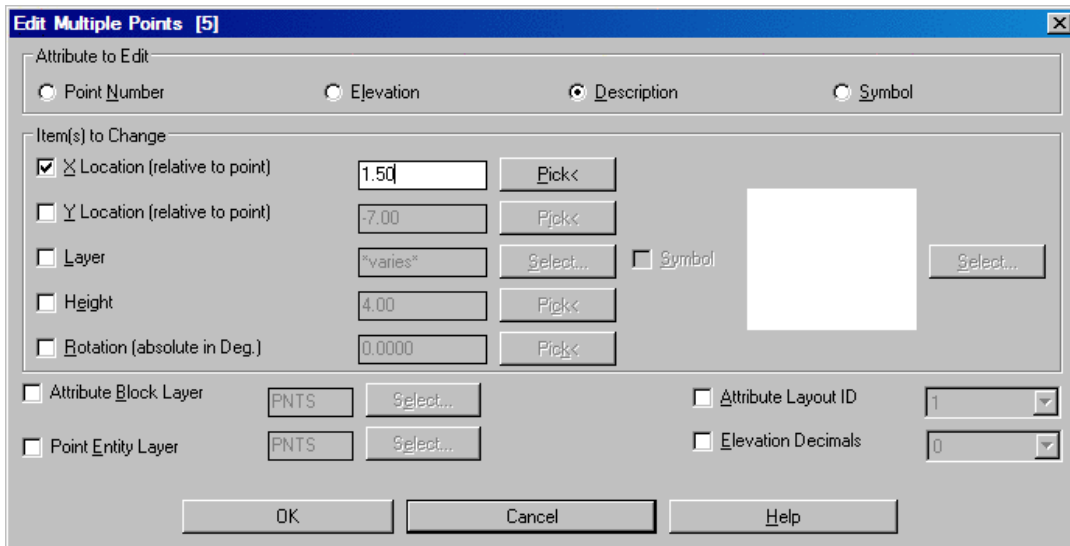 Edit Multiple Points [5]
Attribute to Edit
Point Number Elevation Description Symbol
Item(s) to Change
X Location (relative to point) 1.50 Pick<
Y Location (relative to point) -7.00 Pick<
Layer *varies* Select... Symbol Select...
Height 4.00 Pick<
Rotation (absolute in Deg.) 0.0000 Pick<
Attribute Block Layer PNTS Select... Attribute Layout ID 1
Point Entity Layer PNTS Select... Elevation Decimals 0
OK Cancel Help